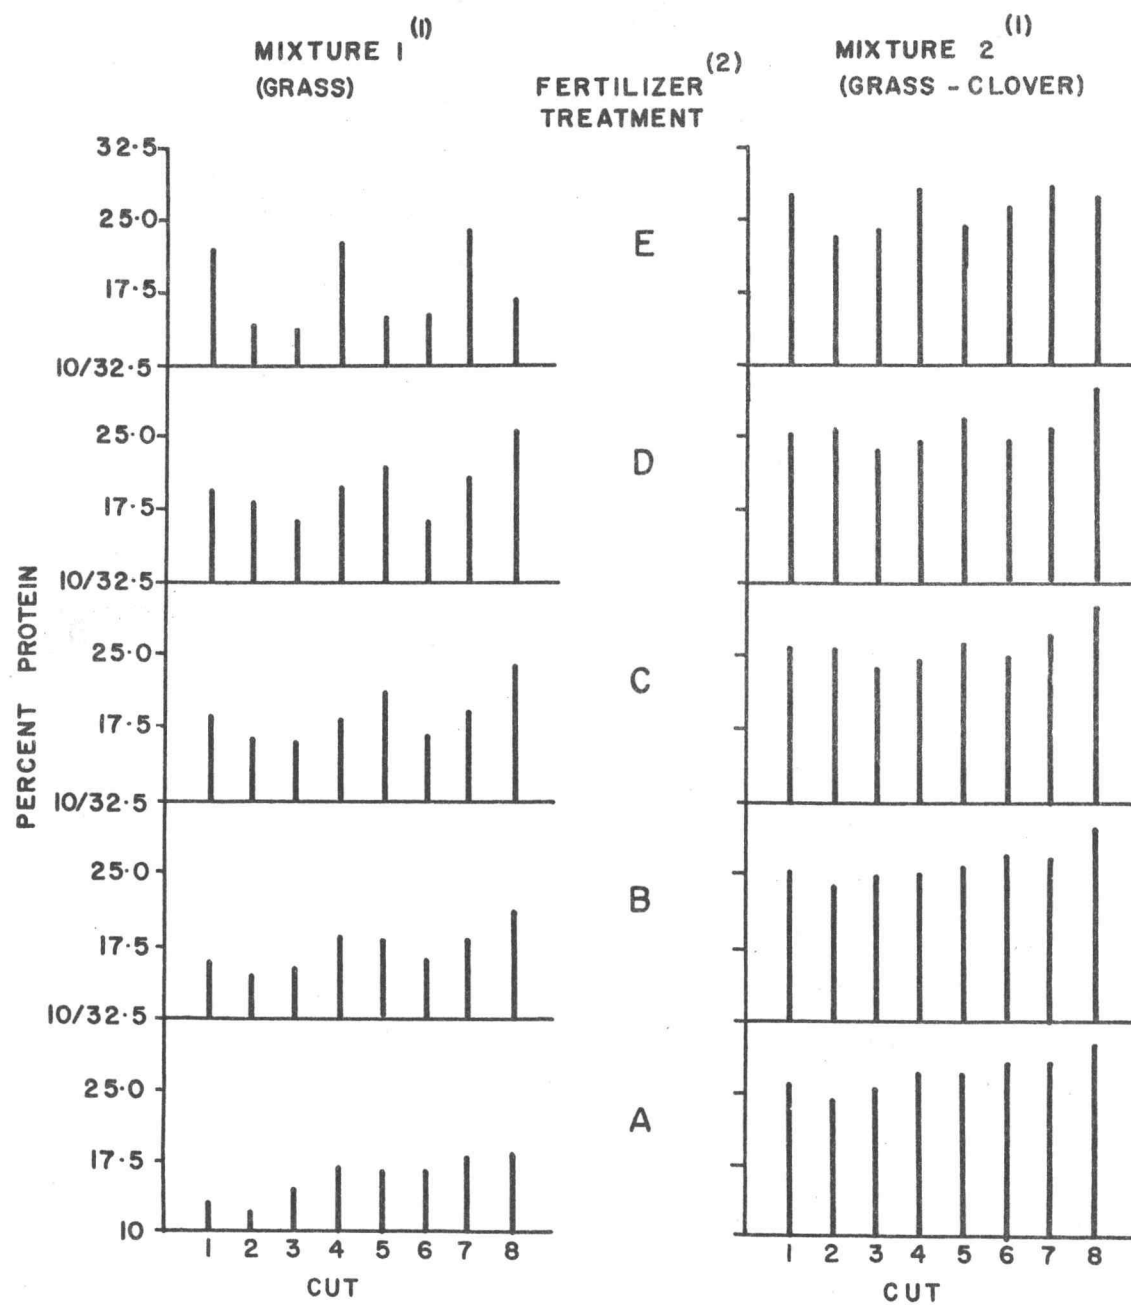 MIXTURE 1 (1)
(GRASS)
FERTILIZER (2)
TREATMENT
MIXTURE 2 (1)
(GRASS - CLOVER)
PERCENT PROTEIN
32·5
25·0
17·5
10/32·5
E
25·0
17·5
10/32·5
D
25·0
17·5
10/32·5
C
25·0
17·5
10/32·5
B
25·0
17·5
10
A
1 2 3 4 5 6 7 8
CUT
1 2 3 4 5 6 7 8
CUT